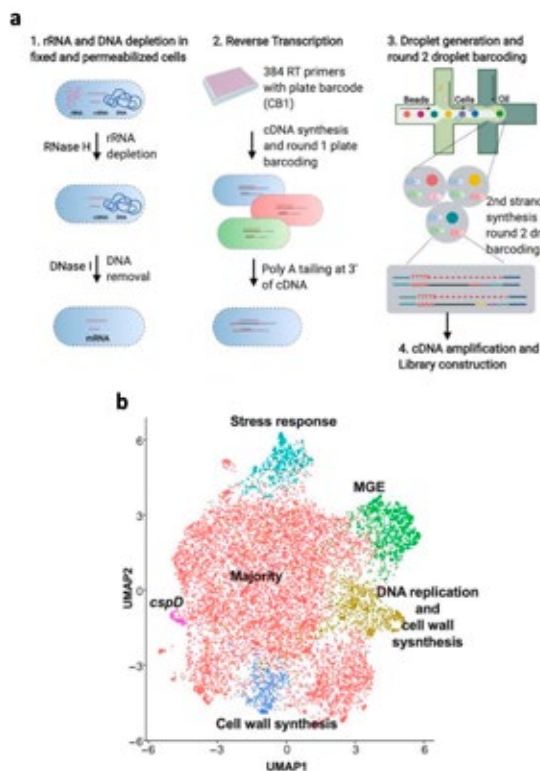 a
1. rRNA and DNA depletion in
fixed and permeabilized cells
RNase H
rRNA
depletion
DNase I
DNA
removal
mRNA
2. Reverse Transcription
384 RT primers
with plate barcode
(CB1)
cDNA synthesis
and round 1 plate
barcoding
Poly A tailing at 3'
of cDNA
3. Droplet generation and
round 2 droplet barcoding
Beads
Cells
Oil
2nd strand
synthesis
round 2 dr
barcoding
4. cDNA amplification and
Library construction
b
Stress response
MGE
Majority
cspD
DNA replication
and
cell wall
sysnthesis
Cell wall synthesis
UMAP2
6
3
0
−3
−6
−6
−3
0
3
6
UMAP1